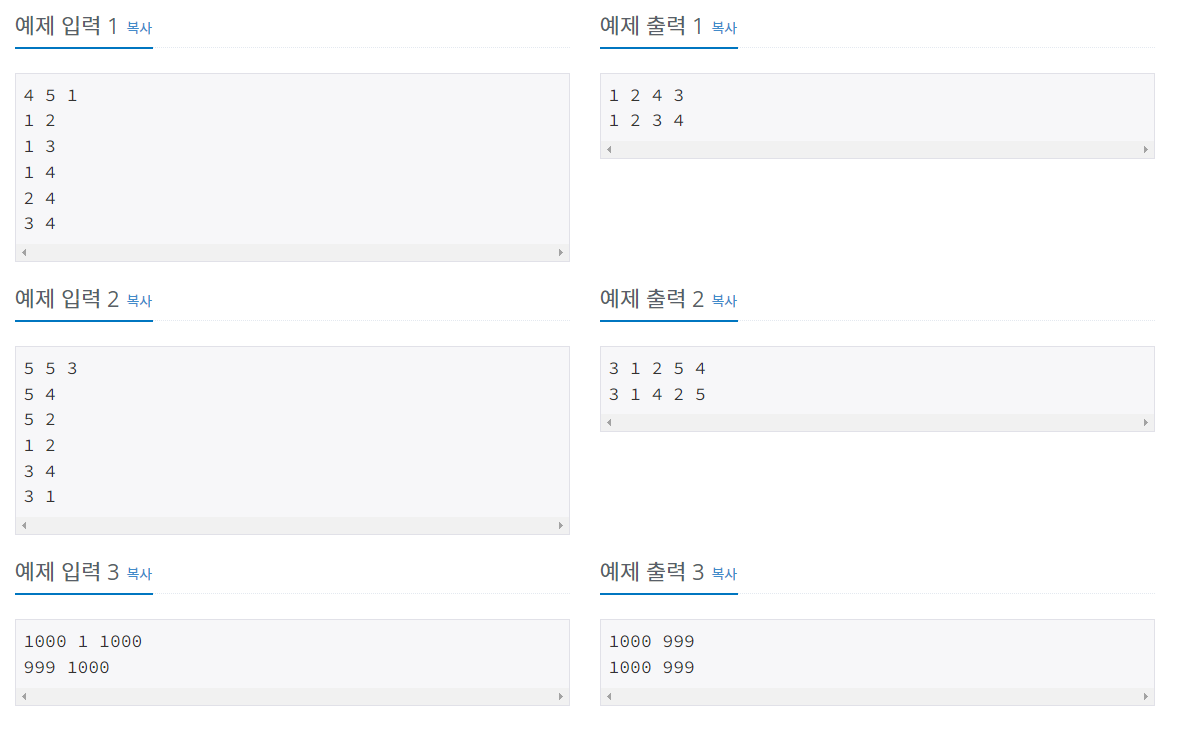 예제 입력 1 복사
4 5 1
1 2
1 3
1 4
2 4
3 4
예제 출력 1 복사
1 2 4 3
1 2 3 4
예제 입력 2 복사
5 5 3
5 4
5 2
1 2
3 4
3 1
예제 출력 2 복사
3 1 2 5 4
3 1 4 2 5
예제 입력 3 복사
1000 1 1000
999 1000
예제 출력 3 복사
1000 999
1000 999